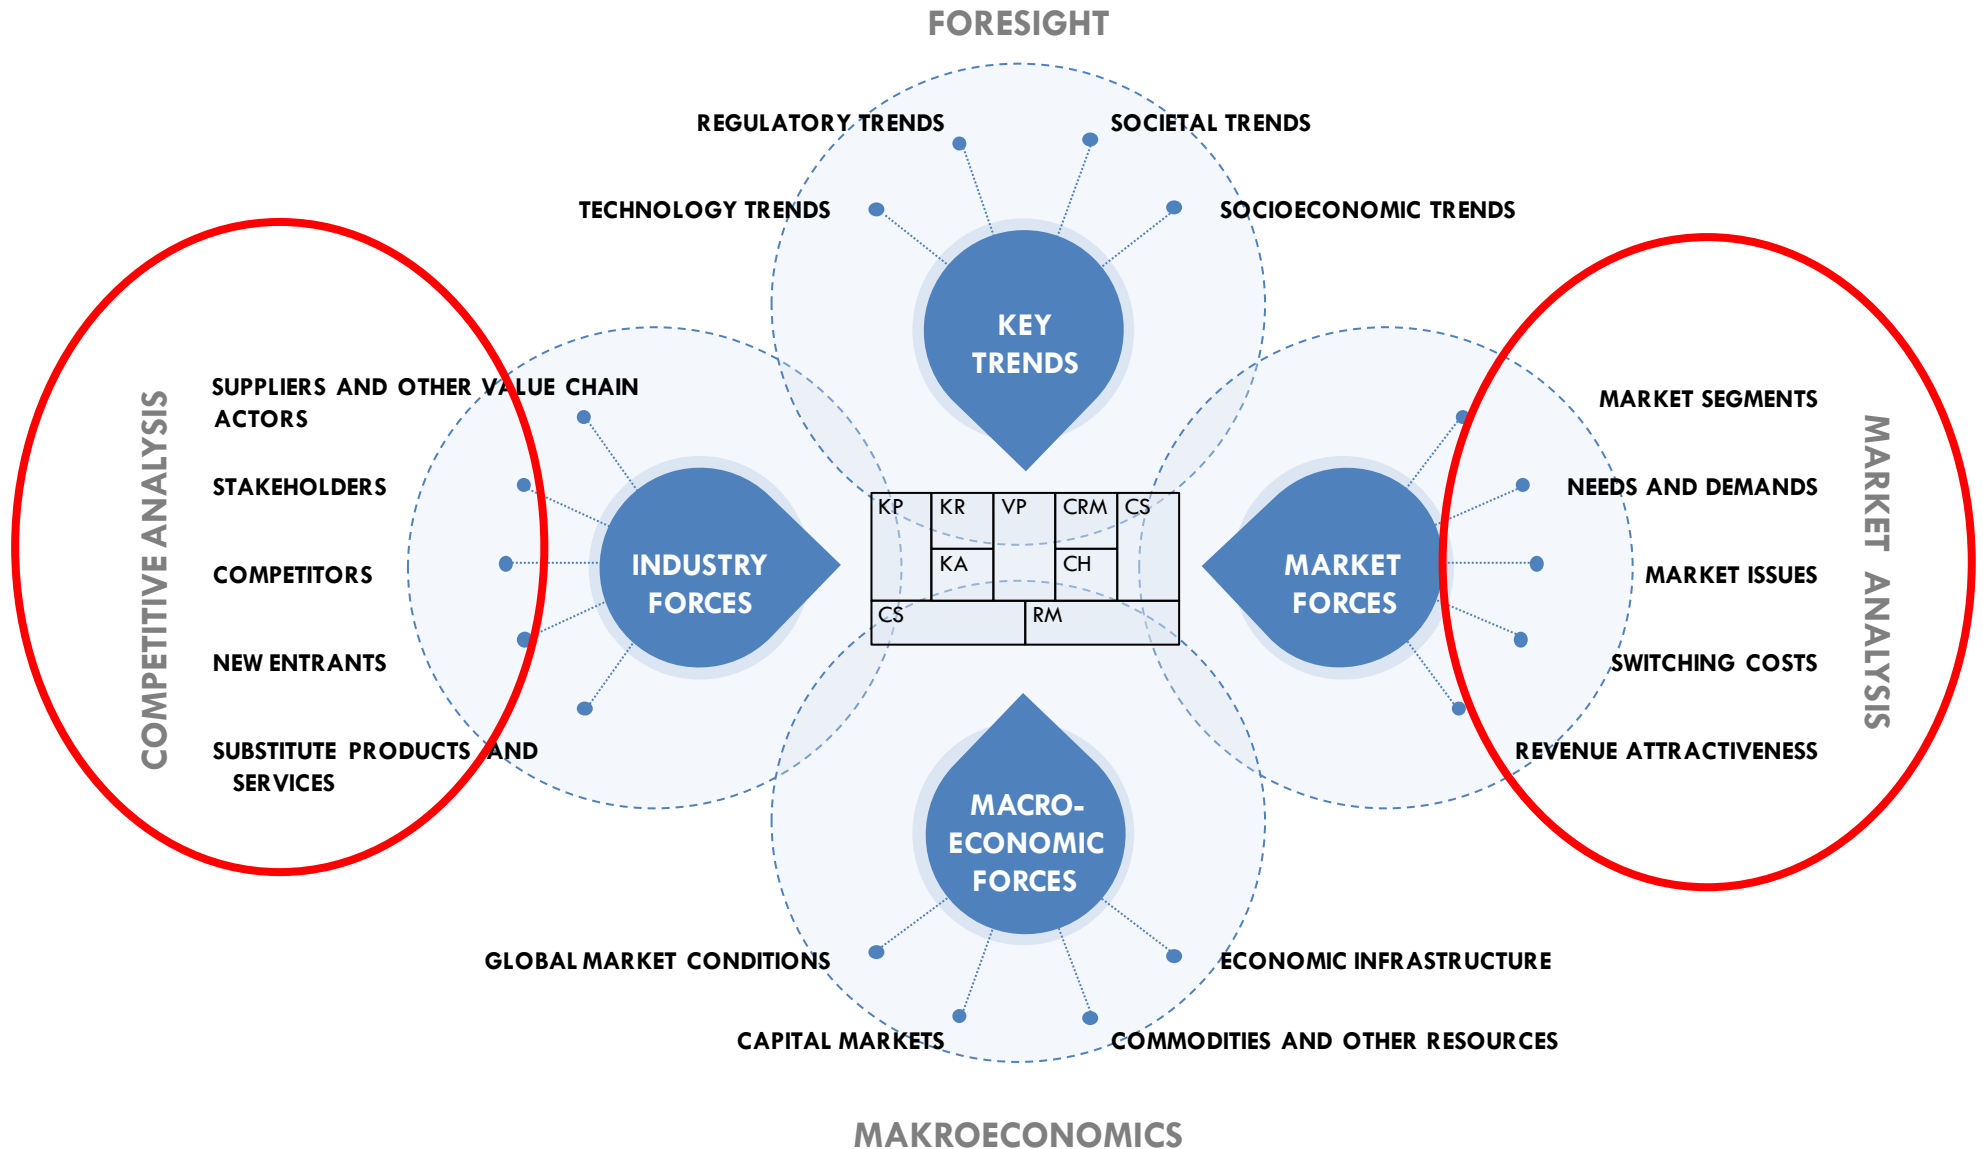 FORESIGHT
REGULATORY TRENDS
SOCIETAL TRENDS
TECHNOLOGY TRENDS
SOCIOECONOMIC TRENDS
KEY
TRENDS
COMPETITIVE ANALYSIS
SUPPLIERS AND OTHER VALUE CHAIN
ACTORS
STAKEHOLDERS
COMPETITORS
NEW ENTRANTS
SUBSTITUTE PRODUCTS AND
SERVICES
INDUSTRY
FORCES
KP
KR
VP
CRM
CS
KA
CH
CS
RM
MARKET
FORCES
MARKET SEGMENTS
NEEDS AND DEMANDS
MARKET ISSUES
SWITCHING COSTS
REVENUE ATTRACTIVENESS
MARKET ANALYSIS
MACRO-
ECONOMIC
FORCES
GLOBAL MARKET CONDITIONS
ECONOMIC INFRASTRUCTURE
CAPITAL MARKETS
COMMODITIES AND OTHER RESOURCES
MAKROECONOMICS